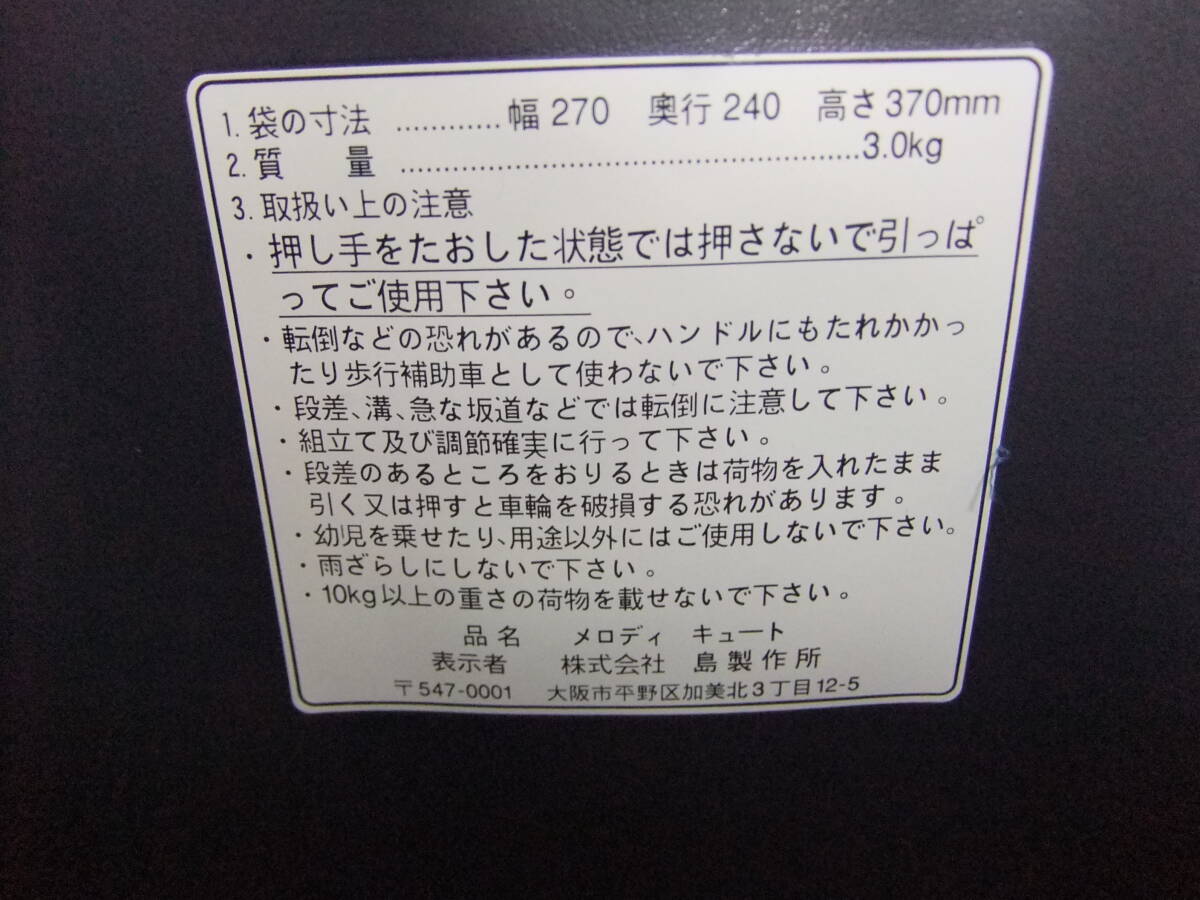 1. 袋の寸法 ............幅 270 奥行 240 高さ 370mm
2. 質 量 ......................................................3.0kg
3. 取扱い上の注意
・押し手をたおした状態では押さないで引っぱ
ってご使用下さい。
・転倒などの恐れがあるので、ハンドルにもたれかかっ
たり歩行補助車として使わないで下さい。
・段差、溝、急な坂道などでは転倒に注意して下さい。
・組立て及び調節確実に行って下さい。
・段差のあるところをおりるときは荷物を入れたまま
引く又は押すと車輪を破損する恐れがあります。
・幼児を乗せたり、用途以外にはご使用しないで下さい。
・雨ざらしにしないで下さい。
・10kg以上の重さの荷物を載せないで下さい。
品名 メロディ キュート
表示者 株式会社 島製作所
〒547-0001 大阪市平野区加美北3丁目12-5